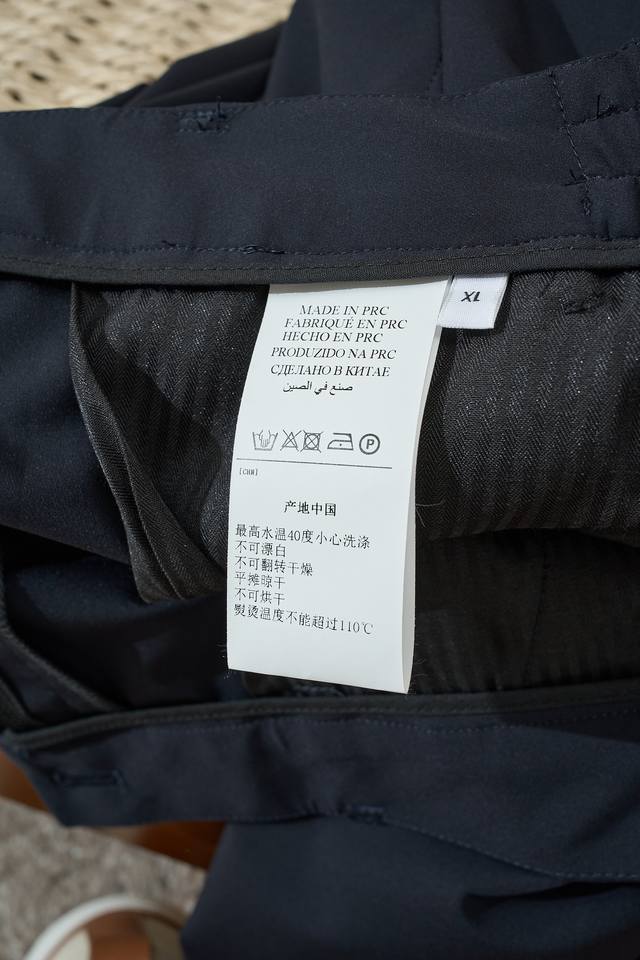 MADE IN PRC
FABRIQUÉ EN PRC
HECHO EN PRC
PRODUZIDO NA PRC
СДЕЛАНО В КИТАЕ
صنع في الصين
P
[CHN]
产地中国
最高水温40度小心洗涤
不可漂白
不可翻转干燥
平摊晾干
不可烘干
熨烫温度不能超过110℃
XL